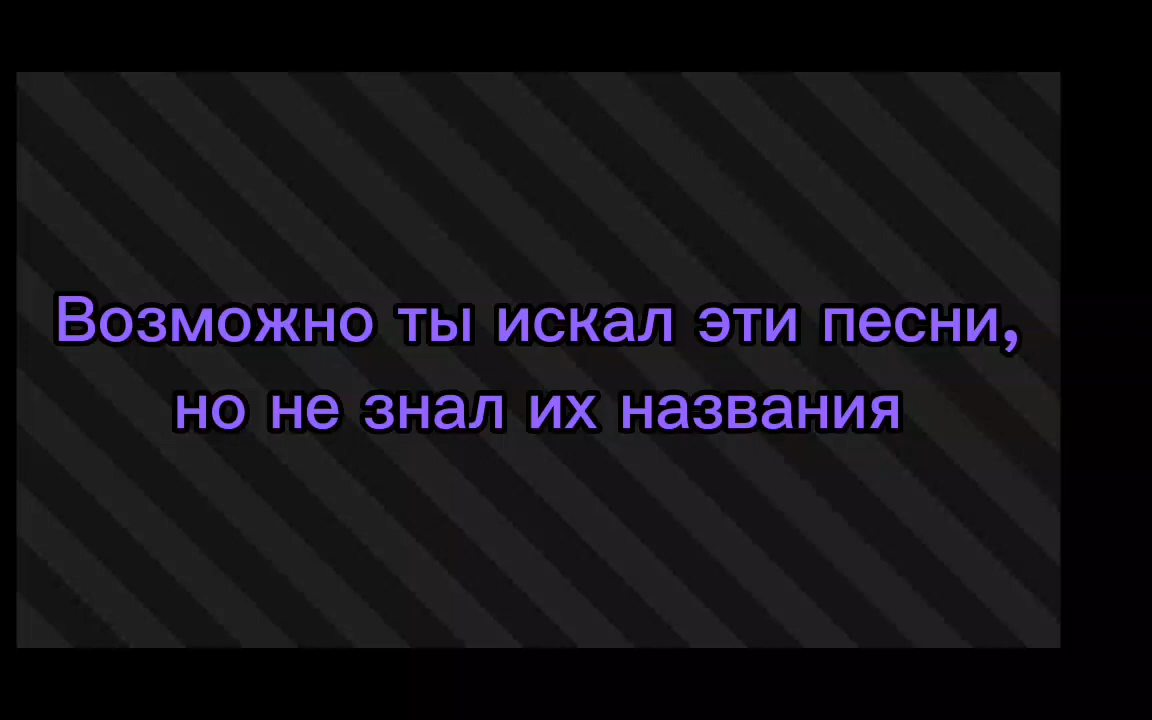 Возможно ты искал эти песни,
но не знал их названия